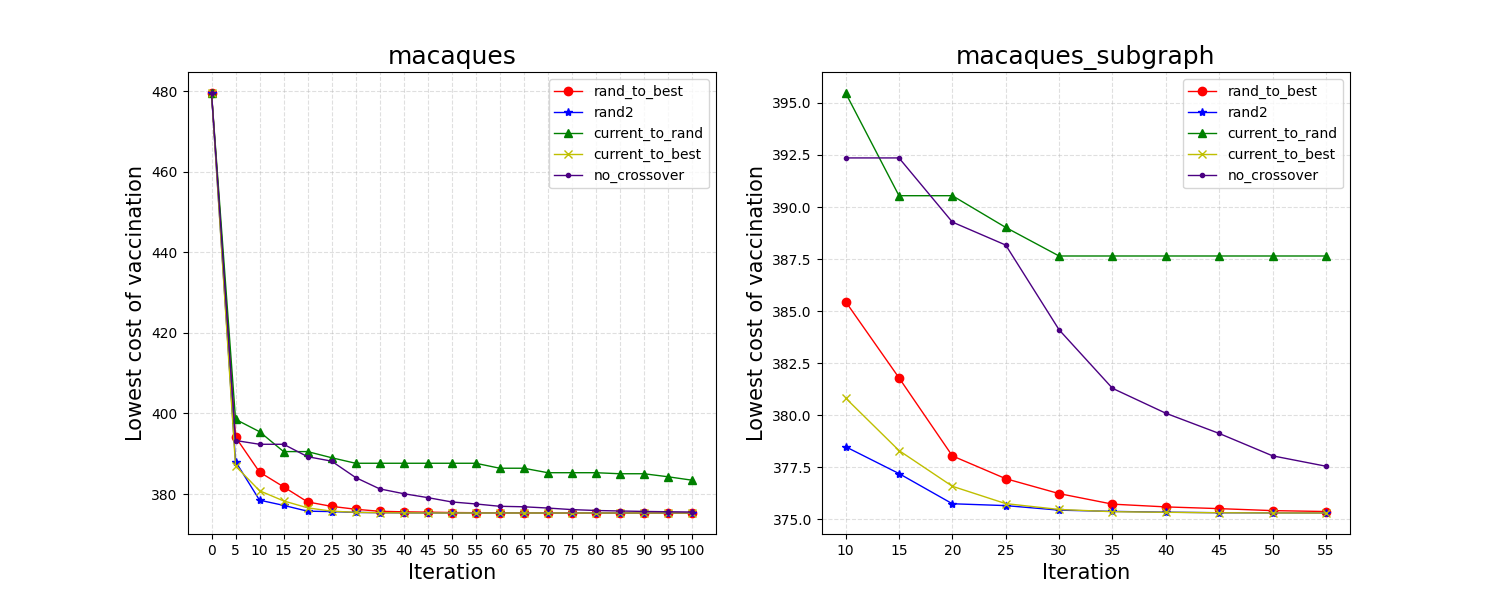 macaques
Lowest cost of vaccination
480
460
440
420
400
380
0 5 10 15 20 25 30 35 40 45 50 55 60 65 70 75 80 85 90 95 100
Iteration
rand_to_best
rand2
current_to_rand
current_to_best
no_crossover
macaques_subgraph
Lowest cost of vaccination
395.0
392.5
390.0
387.5
385.0
382.5
380.0
377.5
375.0
10 15 20 25 30 35 40 45 50 55
Iteration
rand_to_best
rand2
current_to_rand
current_to_best
no_crossover